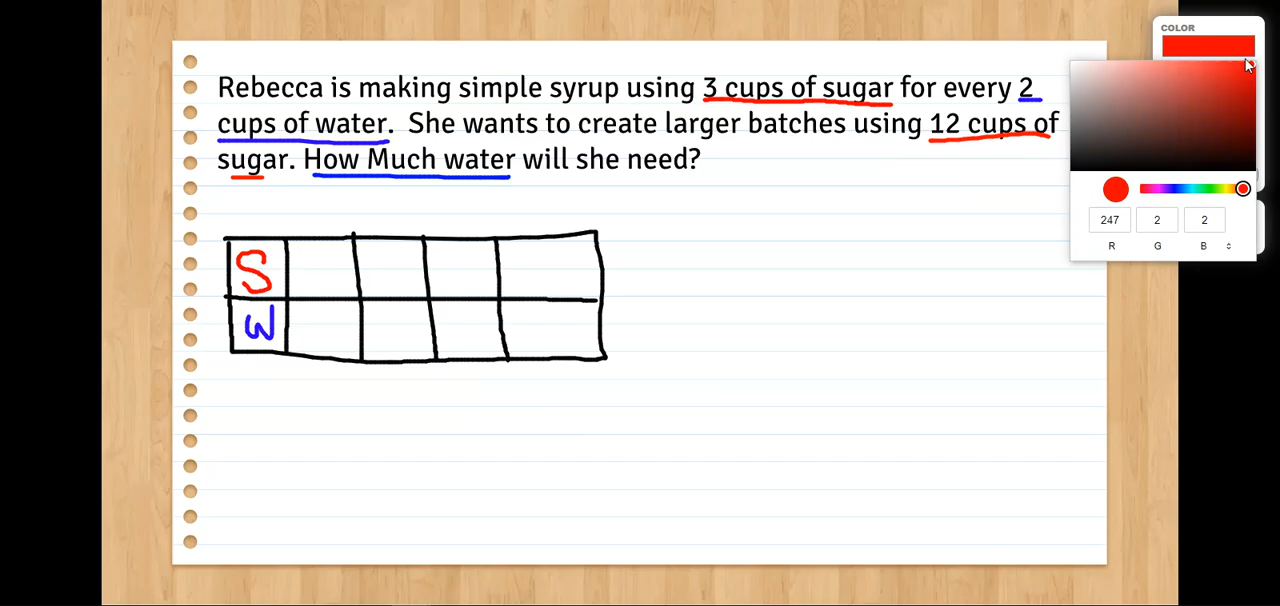 Rebecca is making simple syrup using 3 cups of sugar for every 2
cups of water. She wants to create larger batches using 12 cups of
sugar. How Much water will she need?
S
W
COLOR
247 2 2
R G B